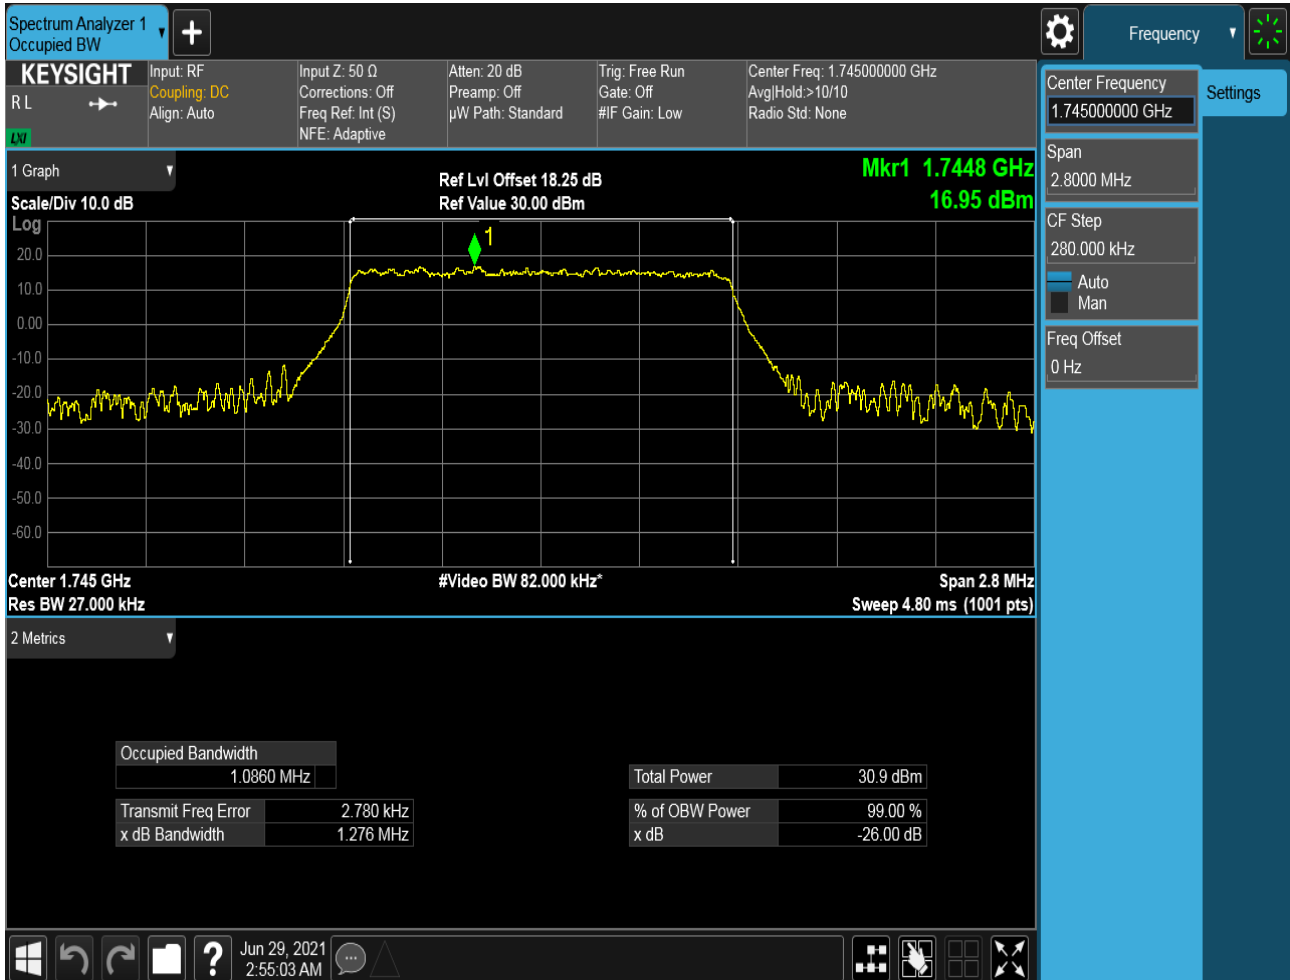 Spectrum Analyzer 1
Occupied BW
Frequency
KEYSIGHT
R L
LXI
Input: RF
Coupling: DC
Align: Auto
Input Z: 50 Ω
Corrections: Off
Freq Ref: Int (S)
NFE: Adaptive
Atten: 20 dB
Preamp: Off
µW Path: Standard
Trig: Free Run
Gate: Off
#IF Gain: Low
Center Freq: 1.745000000 GHz
Avg|Hold:>10/10
Radio Std: None
Center Frequency
1.745000000 GHz
Settings
Span
2.8000 MHz
CF Step
280.000 kHz
Auto
Man
Freq Offset
0 Hz
1 Graph
Scale/Div 10.0 dB
Log
Ref Lvl Offset 18.25 dB
Ref Value 30.00 dBm
Mkr1 1.7448 GHz
16.95 dBm
1
20.0
10.0
0.00
-10.0
-20.0
-30.0
-40.0
-50.0
-60.0
Center 1.745 GHz
#Video BW 82.000 kHz*
Span 2.8 MHz
Res BW 27.000 kHz
Sweep 4.80 ms (1001 pts)
2 Metrics
Occupied Bandwidth
1.0860 MHz
Total Power 30.9 dBm
Transmit Freq Error 2.780 kHz
% of OBW Power 99.00 %
x dB Bandwidth 1.276 MHz
x dB -26.00 dB
Jun 29, 2021
2:55:03 AM